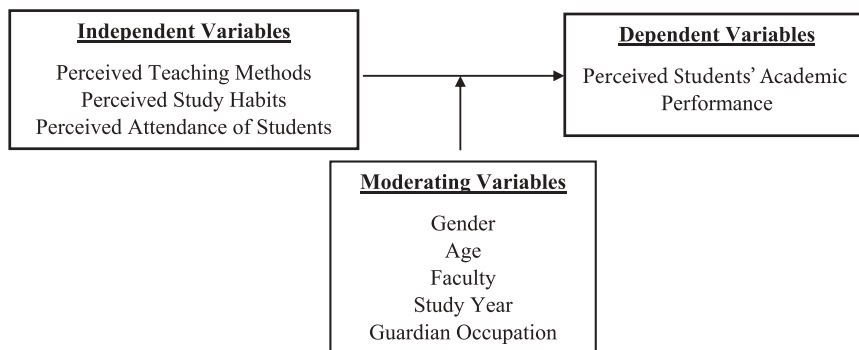 Independent Variables
Perceived Teaching Methods
Perceived Study Habits
Perceived Attendance of Students
Dependent Variables
Perceived Students’ Academic
Performance
Moderating Variables
Gender
Age
Faculty
Study Year
Guardian Occupation